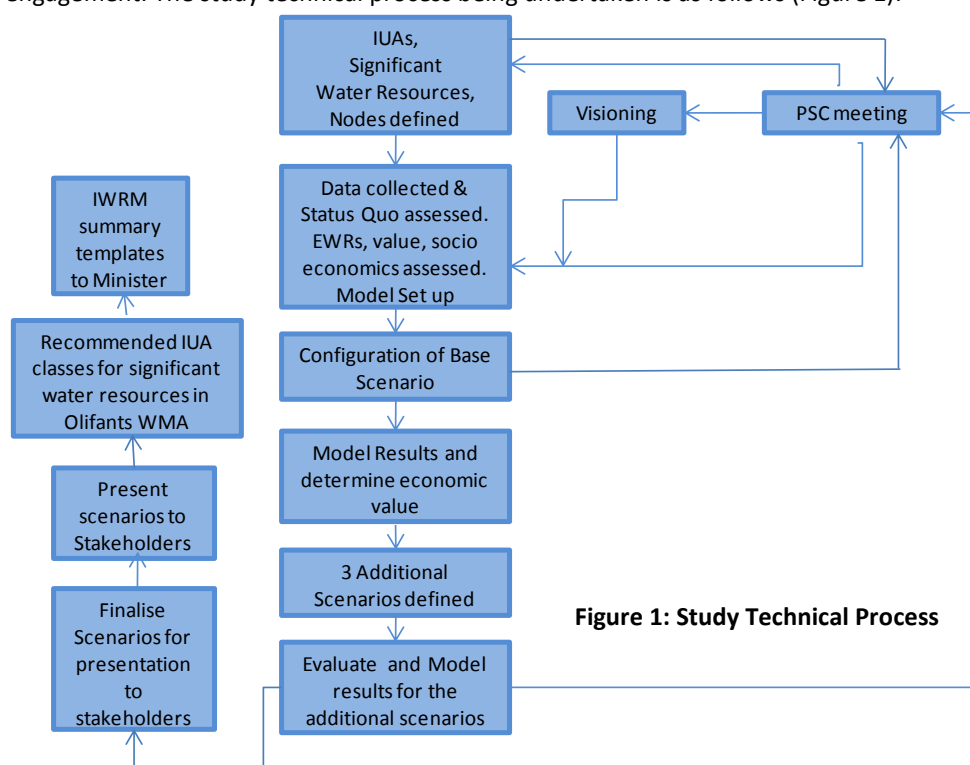 engagement. The study technical process being undertaken is as follows (Figure 1):
IUAs,
Significant
Water Resources,
Nodes defined
Visioning
PSC meeting
Data collected &
Status Quo assessed.
EWRs, value, socio
economics assessed.
Model Set up
Configuration of Base
Scenario
Model Results and
determine economic
value
3 Additional
Scenarios defined
Evaluate and Model
results for the
additional scenarios
IWRM
summary
templates
to Minister
Recommended IUA
classes for significant
water resources in
Olifants WMA
Present
scenarios to
Stakeholders
Finalise
Scenarios for
presentation
to
stakeholders
Figure 1: Study Technical Process